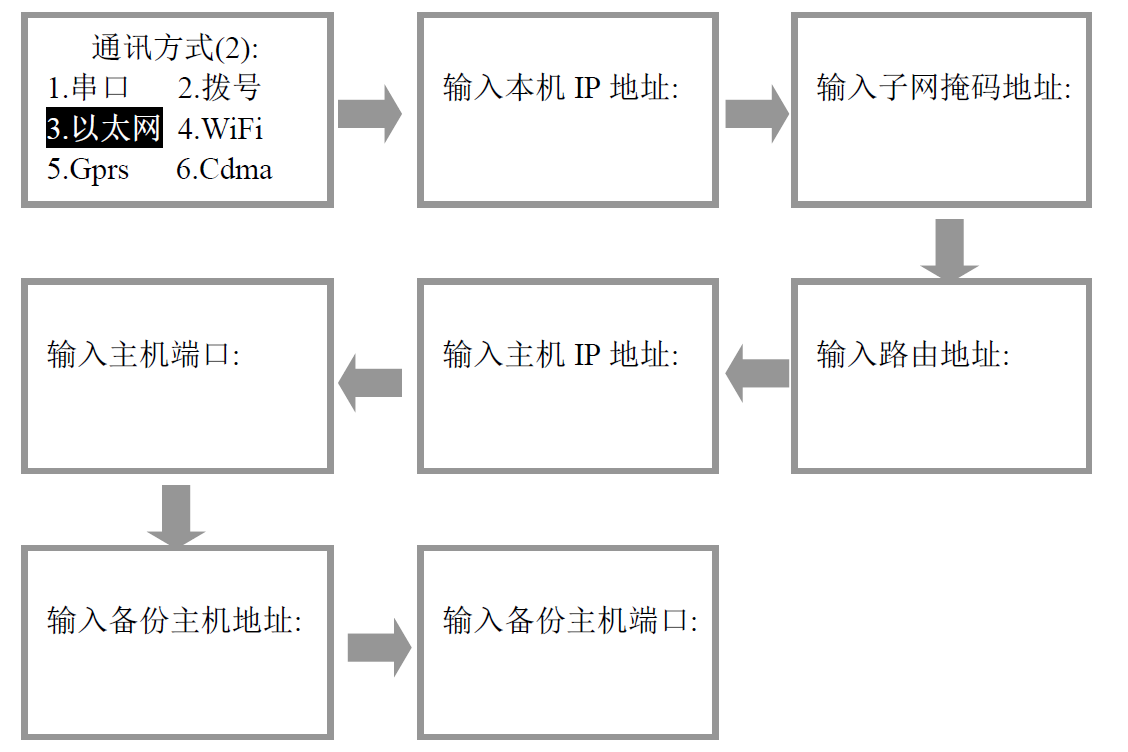 通讯方式(2):
1.串口 2.拨号
3.以太网 4.WiFi
5.Gprs 6.Cdma
输入本机 IP 地址:
输入子网掩码地址:
输入路由地址:
输入主机 IP 地址:
输入主机端口:
输入备份主机地址:
输入备份主机端口: